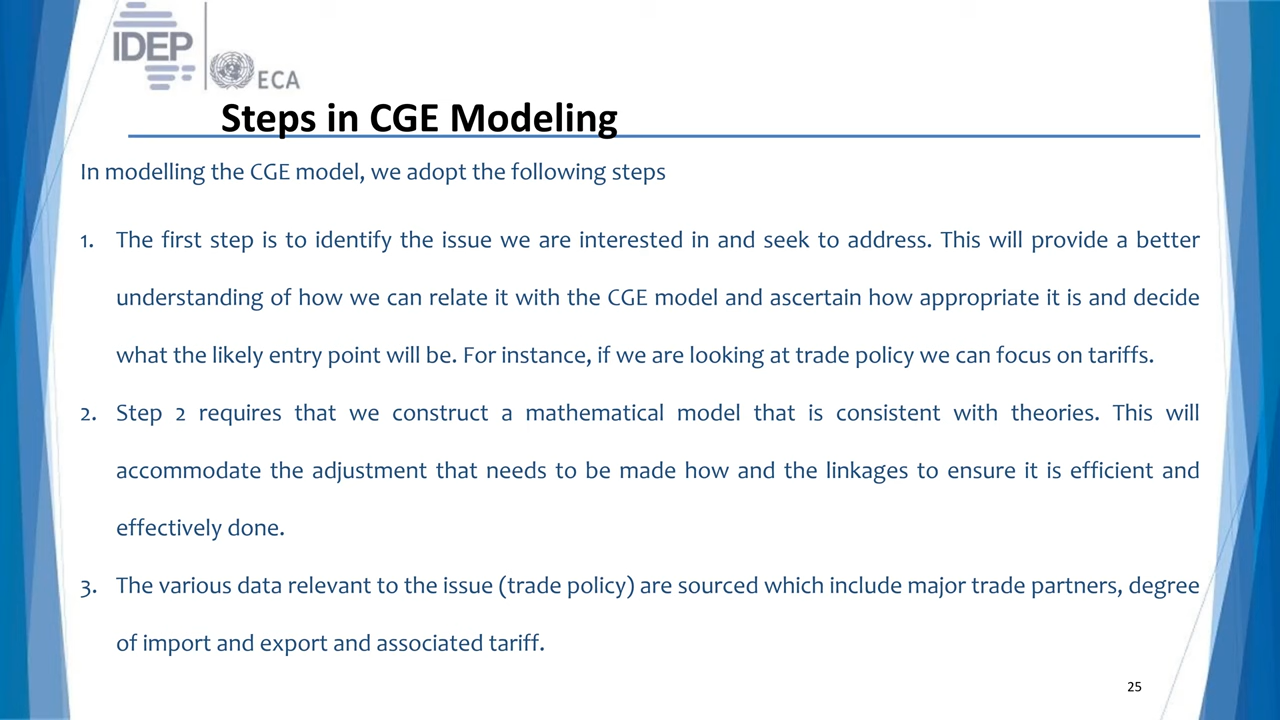 IDEP
ECA
Steps in CGE Modeling
In modelling the CGE model, we adopt the following steps
1. The first step is to identify the issue we are interested in and seek to address. This will provide a better
understanding of how we can relate it with the CGE model and ascertain how appropriate it is and decide
what the likely entry point will be. For instance, if we are looking at trade policy we can focus on tariffs.
2. Step 2 requires that we construct a mathematical model that is consistent with theories. This will
accommodate the adjustment that needs to be made how and the linkages to ensure it is efficient and
effectively done.
3. The various data relevant to the issue (trade policy) are sourced which include major trade partners, degree
of import and export and associated tariff.
25